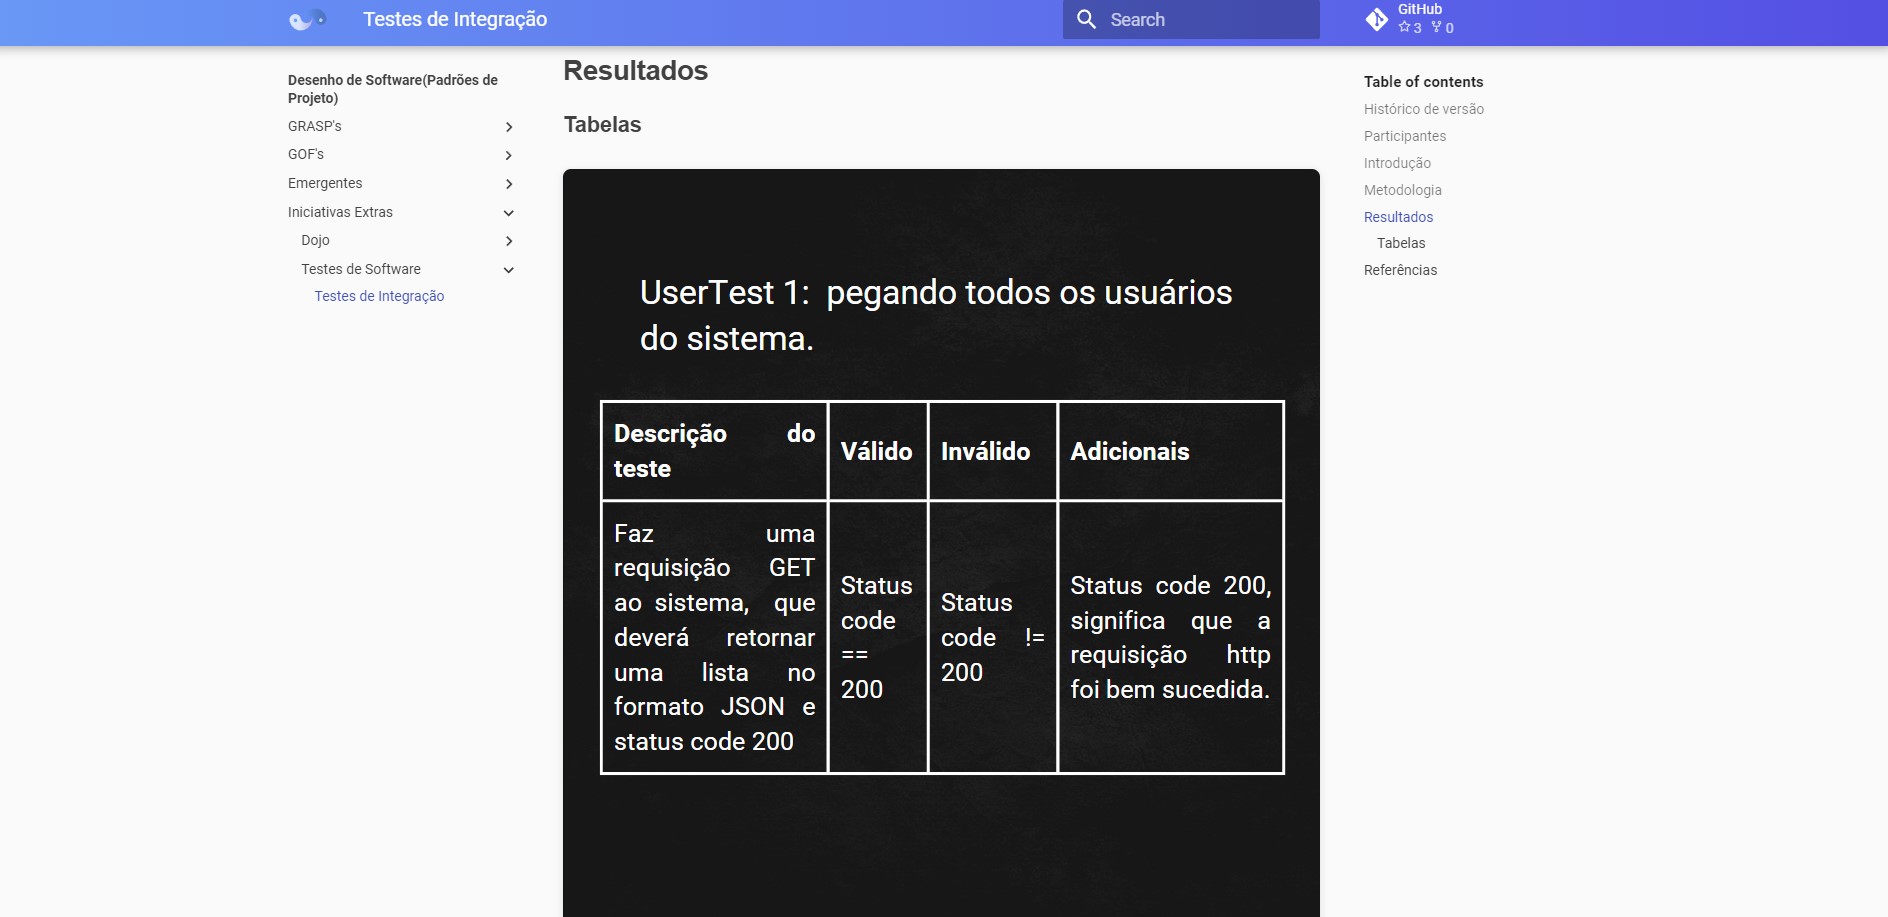 Testes de Integração
Search
GitHub
3 0
Desenho de Software(Padrões de
Projeto)
GRASP's
GOF's
Emergentes
Iniciativas Extras
Dojo
Testes de Software
Testes de Integração
Resultados
Tabelas
UserTest 1: pegando todos os usuários
do sistema.
Descrição do
teste
Válido
Inválido
Adicionais
Faz uma
requisição GET
ao sistema, que
deverá retornar
uma lista no
formato JSON e
status code 200
Status
code
==
200
Status
code !=
200
Status code 200,
significa que a
requisição http
foi bem sucedida.
Table of contents
Histórico de versão
Participantes
Introdução
Metodologia
Resultados
Tabelas
Referências